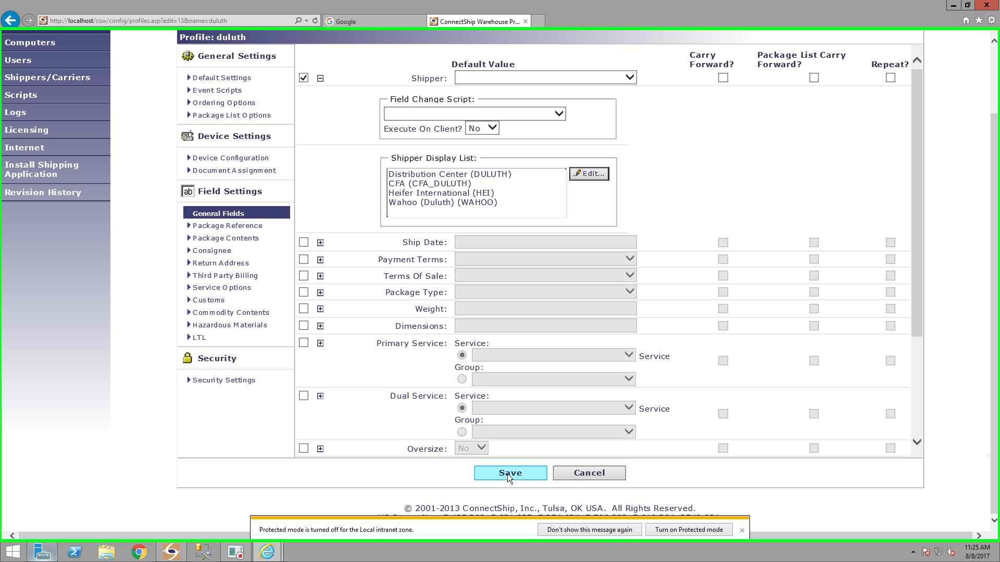 http://localhost/csw/config/profiles.asp?edit=13&name=duluth
Google
ConnectShip Warehouse Pr...
Computers
Users
Shippers/Carriers
Scripts
Logs
Licensing
Internet
Install Shipping
Application
Revision History
Profile: duluth
General Settings
Default Settings
Event Scripts
Ordering Options
Package List Options
Device Settings
Device Configuration
Document Assignment
ab Field Settings
General Fields
Package Reference
Package Contents
Consignee
Return Address
Third Party Billing
Service Options
Customs
Commodity Contents
Hazardous Materials
LTL
Security
Security Settings
Default Value
Carry
Forward?
Package List Carry
Forward?
Repeat?
Shipper:
Field Change Script:
Execute On Client? No
Shipper Display List:
Distribution Center (DULUTH)
CFA (CFA_DULUTH)
Heifer International (HEI)
Wahoo (Duluth) (WAHOO)
Edit...
Ship Date:
Payment Terms:
Terms Of Sale:
Package Type:
Weight:
Dimensions:
Primary Service: Service:
Service
Group:
Dual Service: Service:
Service
Group:
Oversize: No
Save Cancel
© 2001-2013 ConnectShip, Inc., Tulsa, OK USA. All Rights Reserved.
Protected mode is turned off for the Local intranet zone.
Don't show this message again
Turn on Protected mode
11:25 AM
8/8/2017